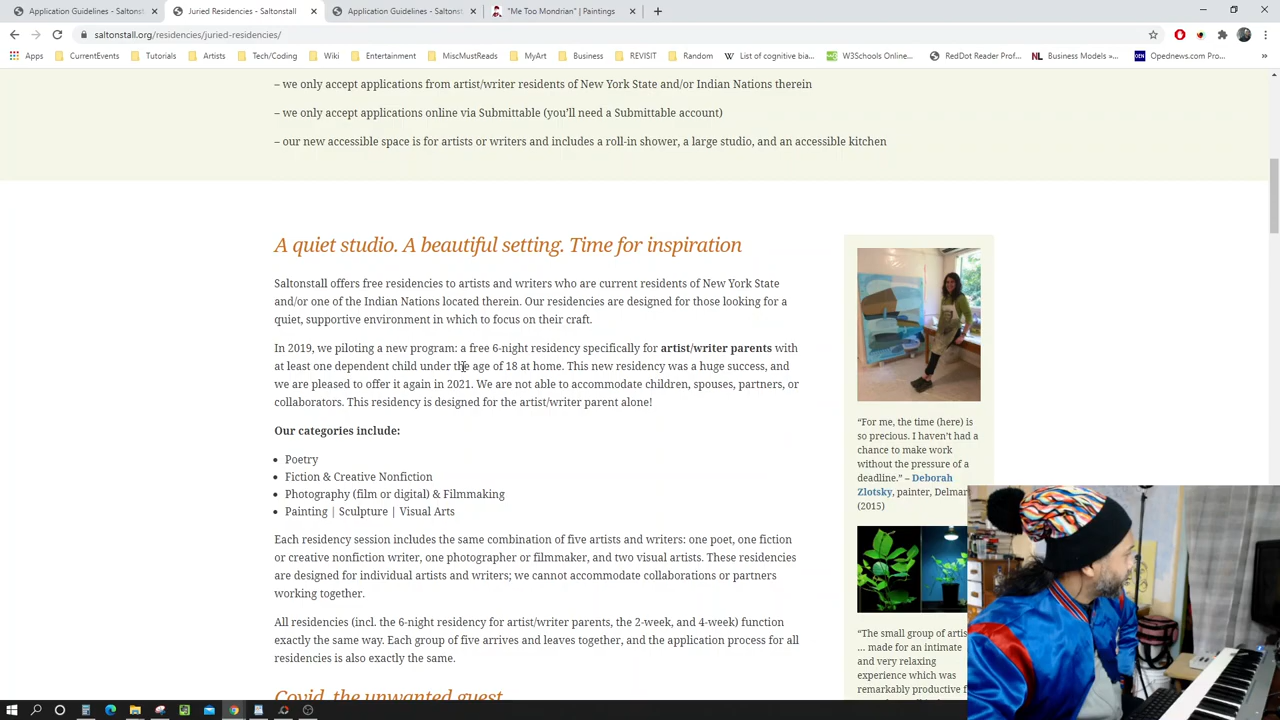 Application Guidelines - Saltonstall
Juried Residencies - Saltonstall
Application Guidelines - Saltonstall
"Me Too Mondrian" | Paintings
saltonstall.org/residencies/juried-residencies/
Apps CurrentEvents Tutorials Artists Tech/Coding Wiki Entertainment MiscMustReads MyArt Business REVISIT Random List of cognitive bia... W3Schools Online... RedDot Reader Prof... NL Business Models »... OEN Opednews.com Pro...
– we only accept applications from artist/writer residents of New York State and/or Indian Nations therein
– we only accept applications online via Submittable (you’ll need a Submittable account)
– our new accessible space is for artists or writers and includes a roll-in shower, a large studio, and an accessible kitchen
A quiet studio. A beautiful setting. Time for inspiration
Saltonstall offers free residencies to artists and writers who are current residents of New York State
and/or one of the Indian Nations located therein. Our residencies are designed for those looking for a
quiet, supportive environment in which to focus on their craft.
In 2019, we piloting a new program: a free 6-night residency specifically for artist/writer parents with
at least one dependent child under the age of 18 at home. This new residency was a huge success, and
we are pleased to offer it again in 2021. We are not able to accommodate children, spouses, partners, or
collaborators. This residency is designed for the artist/writer parent alone!
Our categories include:
• Poetry
• Fiction & Creative Nonfiction
• Photography (film or digital) & Filmmaking
• Painting | Sculpture | Visual Arts
Each residency session includes the same combination of five artists and writers: one poet, one fiction
or creative nonfiction writer, one photographer or filmmaker, and two visual artists. These residencies
are designed for individual artists and writers; we cannot accommodate collaborations or partners
working together.
All residencies (incl. the 6-night residency for artist/writer parents, the 2-week, and 4-week) function
exactly the same way. Each group of five arrives and leaves together, and the application process for all
residencies is also exactly the same.
Covid, the unwanted guest
“For me, the time (here) is
so precious. I haven’t had a
chance to make work
without the pressure of a
deadline.” – Deborah
Zlotsky, painter, Delmar
(2015)
“The small group of artis
... made for an intimate
and very relaxing
experience which was
remarkably productive f